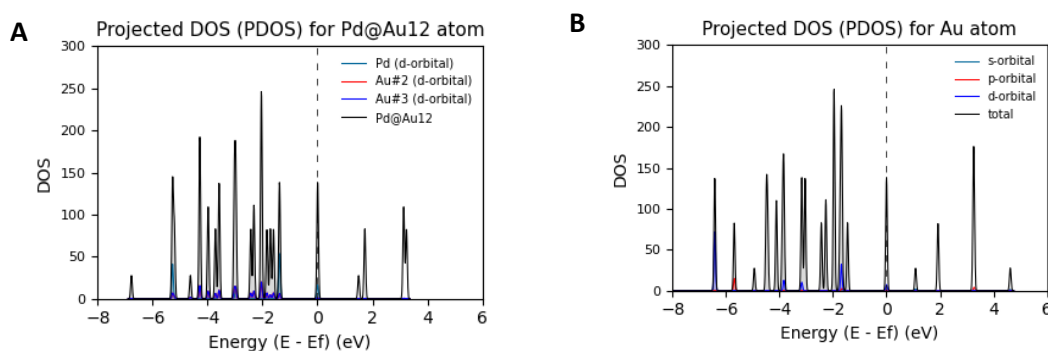 A
Projected DOS (PDOS) for Pd@Au12 atom
300
250
200
150
100
50
0
DOS
Pd (d-orbital)
Au#2 (d-orbital)
Au#3 (d-orbital)
Pd@Au12
−8 −6 −4 −2 0 2 4 6
Energy (E - Ef) (eV)
B
Projected DOS (PDOS) for Au atom
300
250
200
150
100
50
0
DOS
s-orbital
p-orbital
d-orbital
total
−8 −6 −4 −2 0 2 4 6
Energy (E - Ef) (eV)